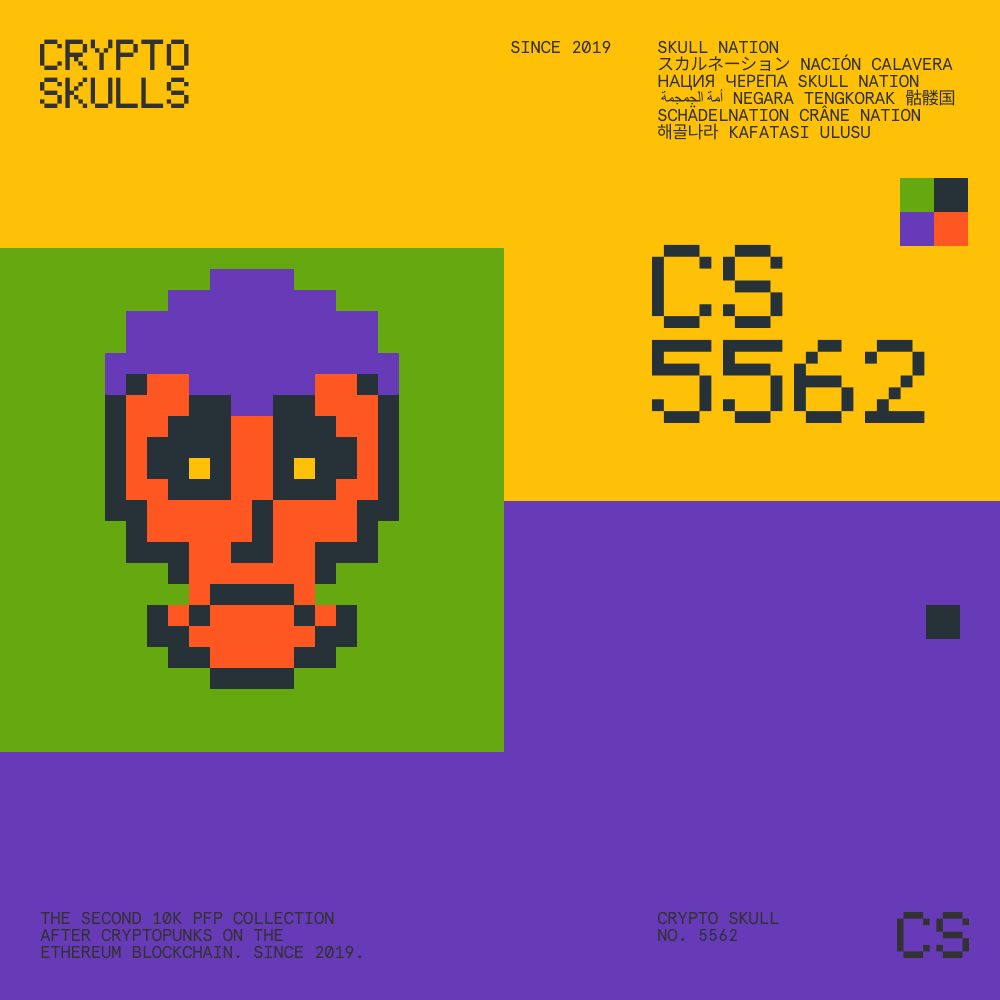 CRYPTO
SKULLS
SINCE 2019
SKULL NATION
スカルネーション NACIÓN CALAVERA
НАЦИЯ ЧЕРЕПА SKULL NATION
أمة الجمجمة NEGARA TENGKORAK 骷髅国
SCHÄDELNATION CRÂNE NATION
해골나라 KAFATASI ULUSU
CS
5562
THE SECOND 10K PFP COLLECTION
AFTER CRYPTOPUNKS ON THE
ETHEREUM BLOCKCHAIN. SINCE 2019.
CRYPTO SKULL
NO. 5562
CS